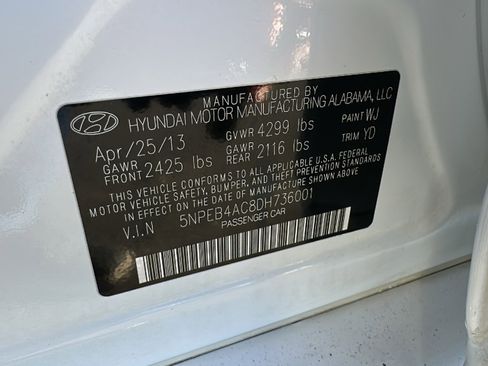 MANUFACTURED BY
HYUNDAI MOTOR MANUFACTURING ALABAMA, LLC
Apr/25/13 GVWR 4299 lbs PAINT WJ
GAWR FRONT 2425 lbs GAWR REAR 2116 lbs TRIM YD
THIS VEHICLE CONFORMS TO ALL APPLICABLE U.S.A. FEDERAL
MOTOR VEHICLE SAFETY, BUMPER, AND THEFT PREVENTION STANDARDS
IN EFFECT ON THE DATE OF MANUFACTURE SHOWN ABOVE.
V.I.N 5NPEB4AC8DH736001
PASSENGER CAR